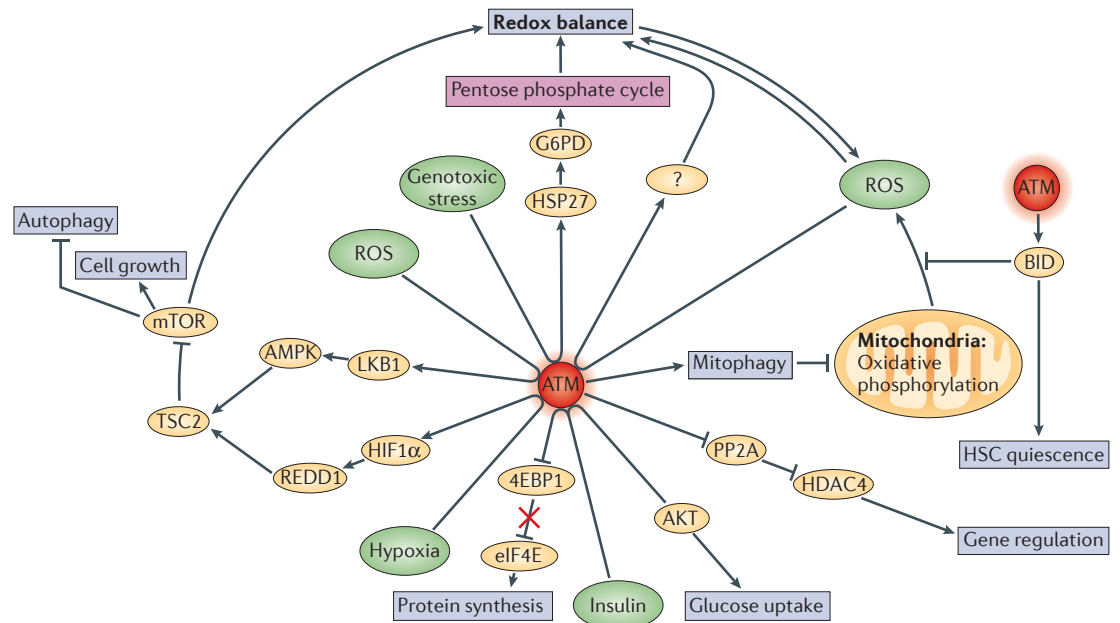 Redox balance
Pentose phosphate cycle
G6PD
Genotoxic
stress
HSP27
?
ROS
ATM
Autophagy
ROS
Cell growth
BID
mTOR
AMPK
LKB1
ATM
Mitophagy
Mitochondria:
Oxidative
phosphorylation
TSC2
HIF1α
PP2A
HSC quiescence
REDD1
4EBP1
HDAC4
AKT
Hypoxia
eIF4E
Gene regulation
Protein synthesis
Insulin
Glucose uptake